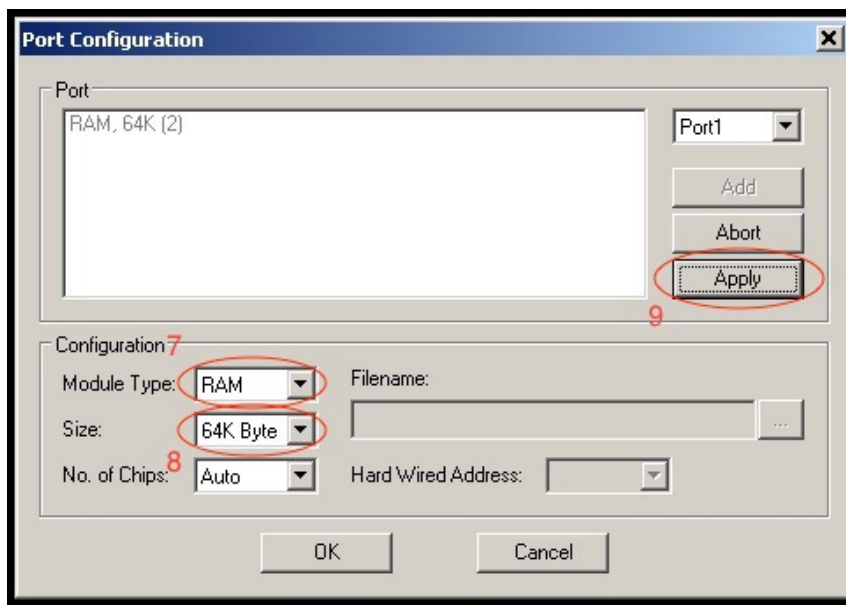 Port Configuration
Port
RAM, 64K (2)
Port1
Add
Abort
Apply
9
Configuration 7
Module Type: RAM
Filename:
Size: 64K Byte
...
8
No. of Chips: Auto
Hard Wired Address:
OK
Cancel